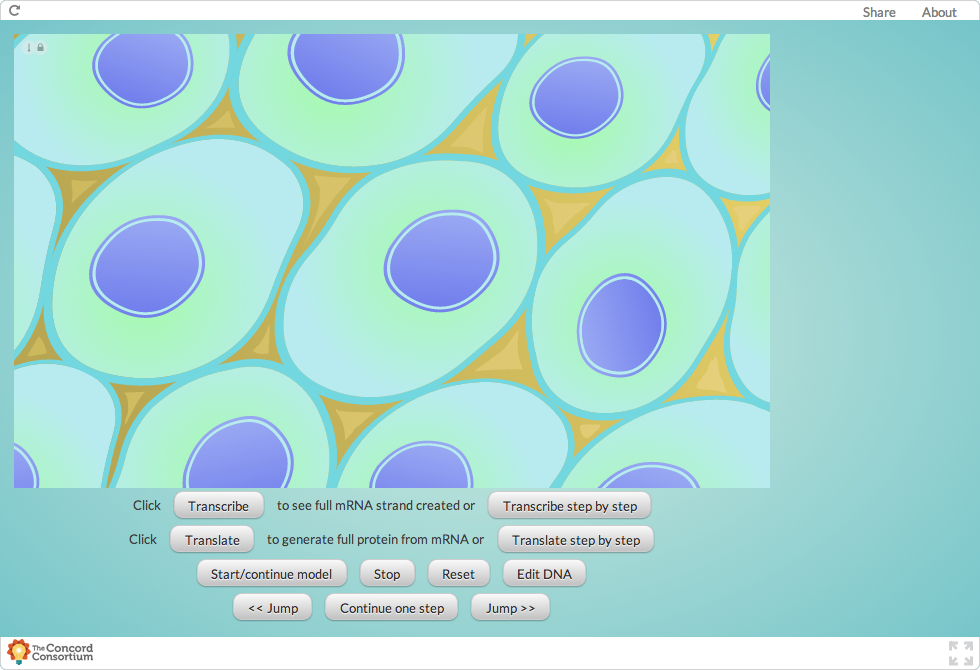 Share About
Click Transcribe to see full mRNA strand created or Transcribe step by step
Click Translate to generate full protein from mRNA or Translate step by step
Start/continue model Stop Reset Edit DNA
<< Jump Continue one step Jump >>
The Concord
Consortium